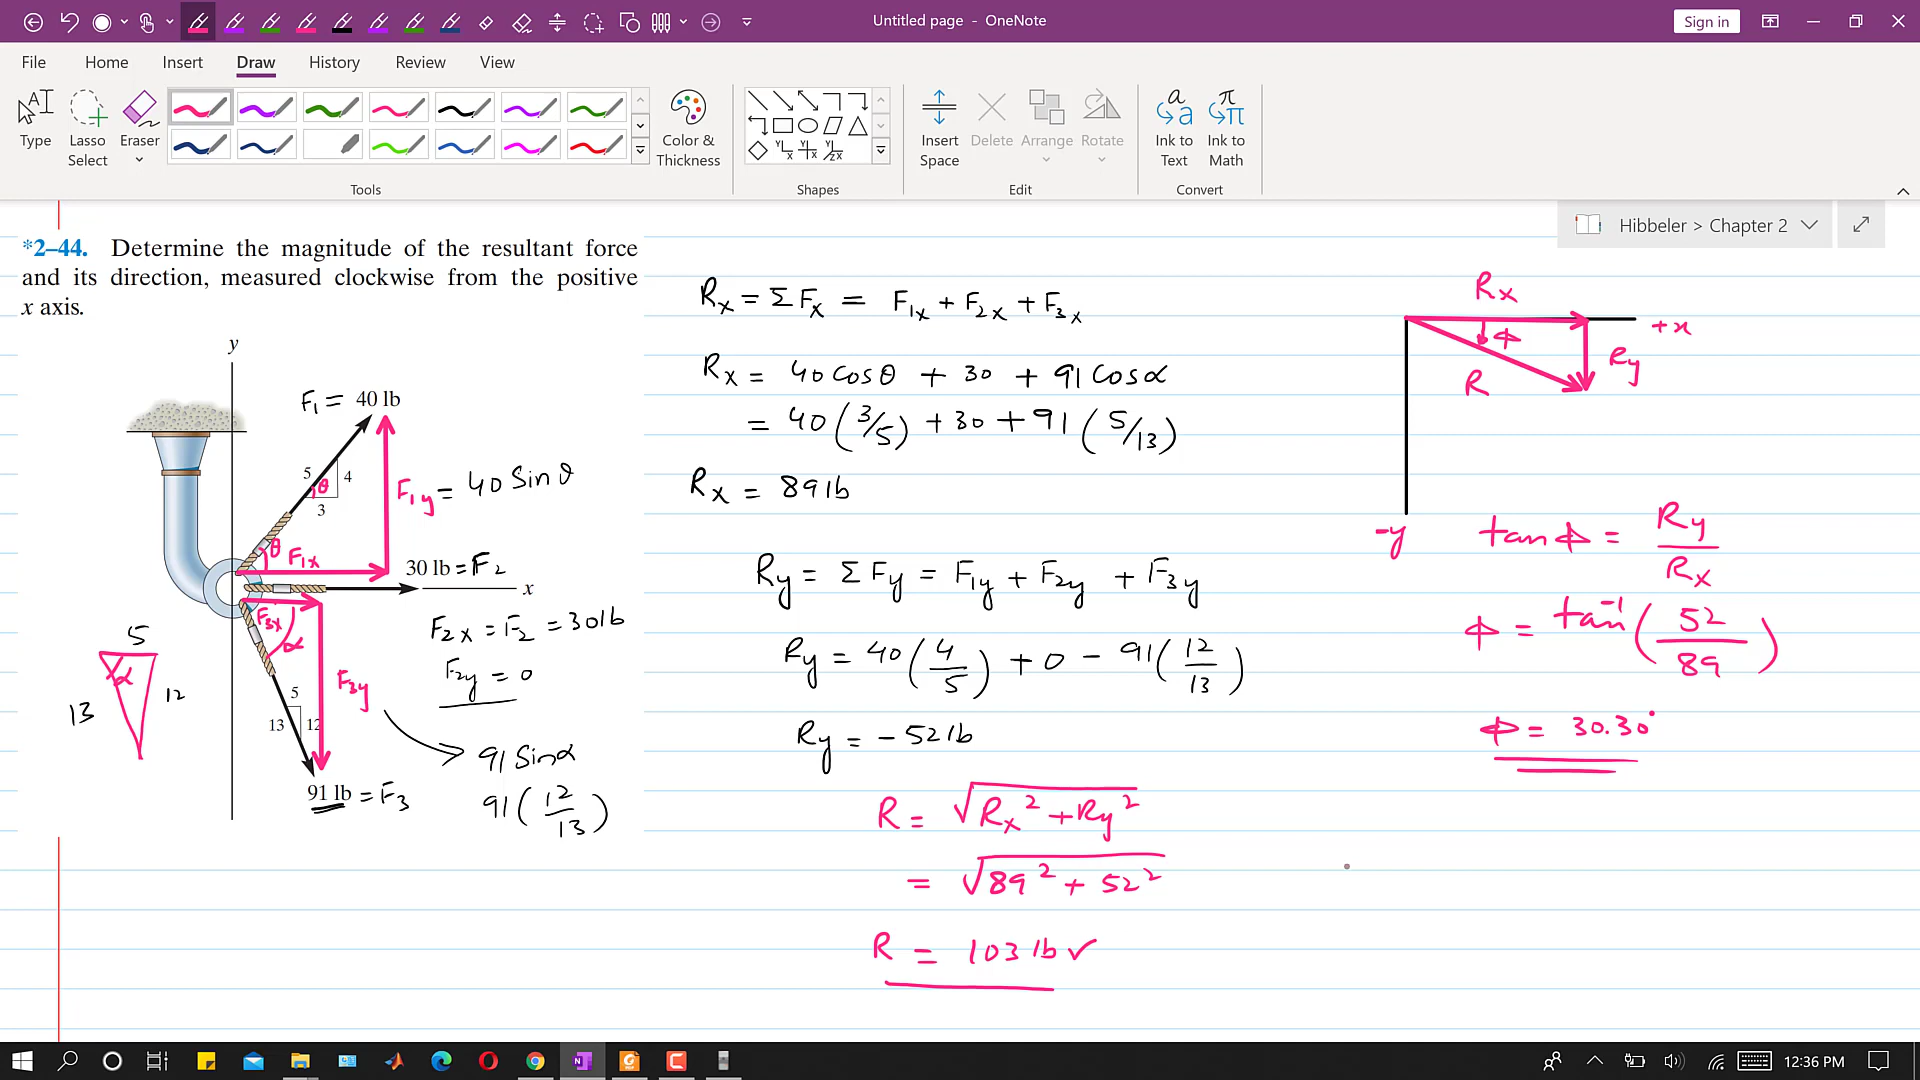 Untitled page - OneNote
Sign in
File Home Insert Draw History Review View
Type
Lasso Select
Eraser
Color & Thickness
Insert Space
Delete
Arrange
Rotate
Ink to Text
Ink to Math
Tools
Shapes
Edit
Convert
Hibbeler > Chapter 2
*2–44. Determine the magnitude of the resultant force
and its direction, measured clockwise from the positive
x axis.
y
F₁ = 40 lb
5 4 3 θ
F₁y = 40 Sin θ
θ F₁x
30 lb = F₂
x
F₂x = F₂ = 30 lb
F₂y = 0
F₃x α
F₃y
5
13 12
91 lb = F₃
5
α
12
13
91 Sinα
91 (12/13)
Rx = Σ Fx = F₁x + F₂x + F₃x
Rx = 40 Cosθ + 30 + 91 Cosα
= 40 (3/5) + 30 + 91 (5/13)
Rx = 89 lb
Ry = Σ Fy = F₁y + F₂y + F₃y
Ry = 40 (4/5) + 0 - 91 (12/13)
Ry = - 52 lb
R = √Rx² + Ry²
= √89² + 52²
R = 103 lb ✓
Rx
+x
ϕ
Ry
R
-y
tan ϕ = Ry/Rx
ϕ = tan⁻¹ (52/89)
ϕ = 30.30°
12:36 PM